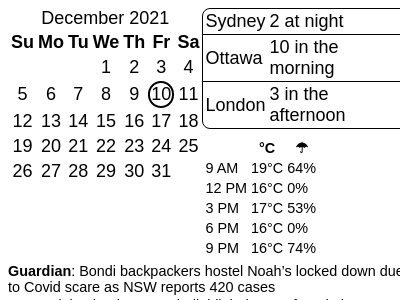 December 2021
Su Mo Tu We Th Fr Sa
1 2 3 4
5 6 7 8 9 10 11
12 13 14 15 16 17 18
19 20 21 22 23 24 25
26 27 28 29 30 31
Sydney 2 at night
Ottawa 10 in the
morning
London 3 in the
afternoon
°C ☂
9 AM 19°C 64%
12 PM 16°C 0%
3 PM 17°C 53%
6 PM 16°C 0%
9 PM 16°C 74%
Guardian: Bondi backpackers hostel Noah's locked down due
to Covid scare as NSW reports 420 cases